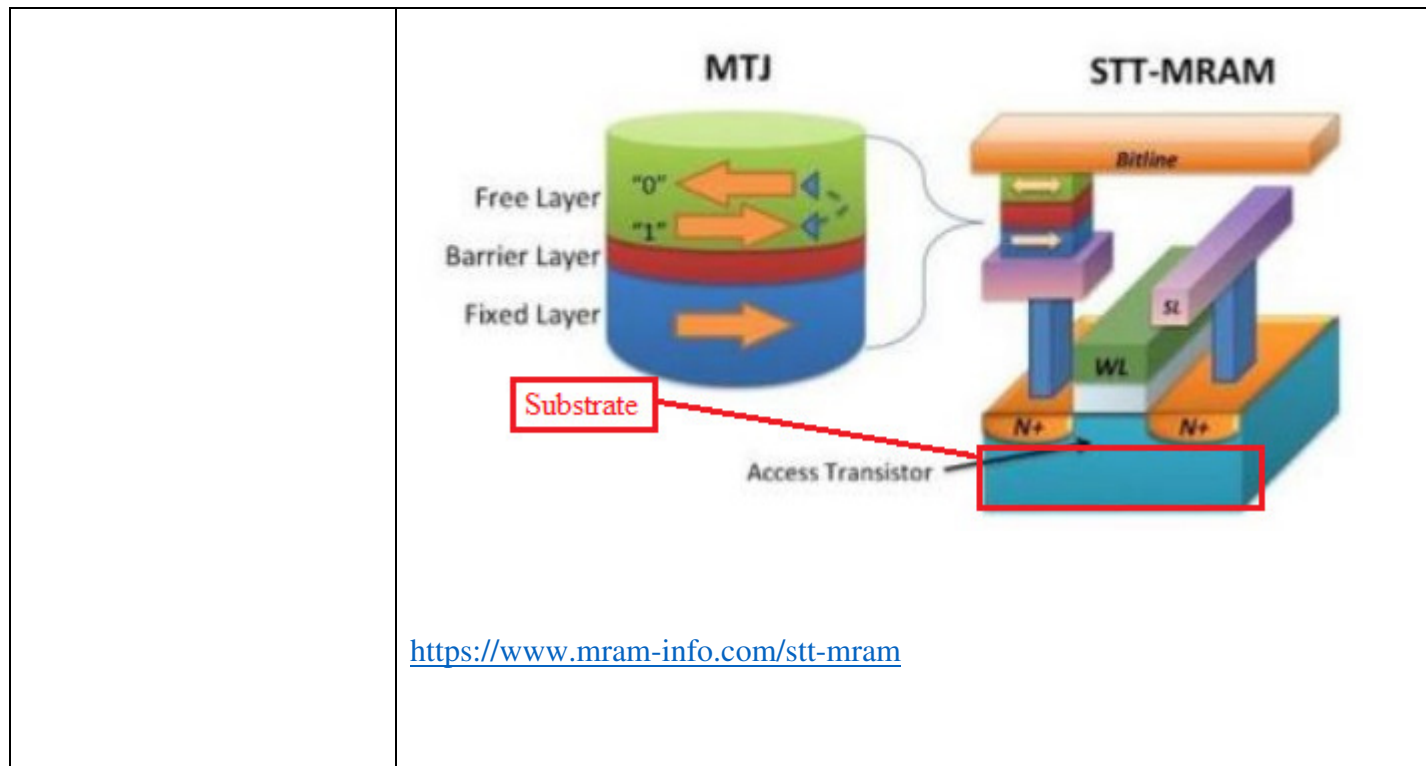 MTJ
STT-MRAM
Bitline
Free Layer
"0"
"1"
Barrier Layer
Fixed Layer
SL
WL
Substrate
N+
N+
Access Transistor
https://www.mram-info.com/stt-mram